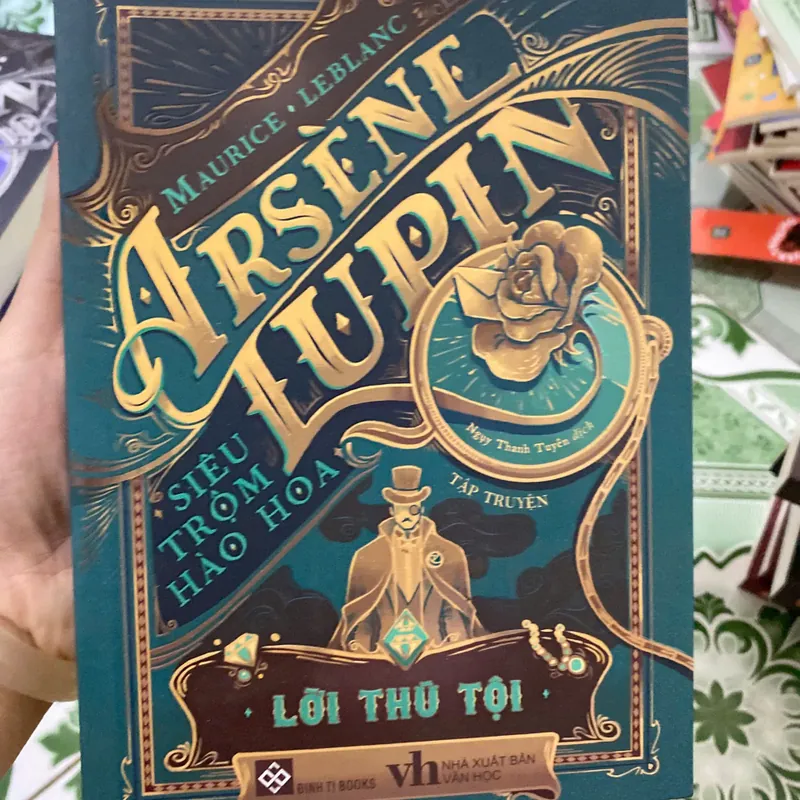 MAURICE · LEBLANC
ARSÈNE
LUPIN
SIÊU
TRỘM
HÀO HOA
Ngụy Thanh Tuyên dịch
TẬP TRUYỆN
· LỜI THÚ TỘI ·
ĐINH TỊ BOOKS
vh
NHÀ XUẤT BẢN
VĂN HỌC